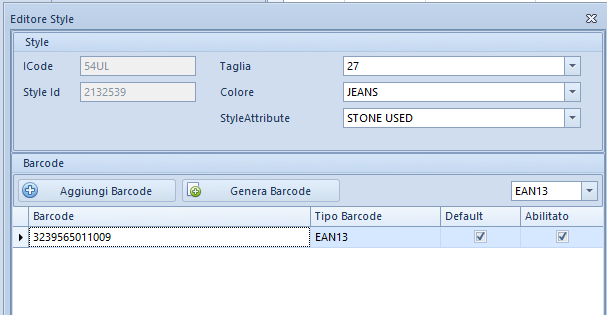 Editore Style
Style
ICode 54UL Taglia 27
Style Id 2132539 Colore JEANS
StyleAttribute STONE USED
Barcode
Aggiungi Barcode Genera Barcode EAN13
Barcode Tipo Barcode Default Abilitato
3239565011009 EAN13